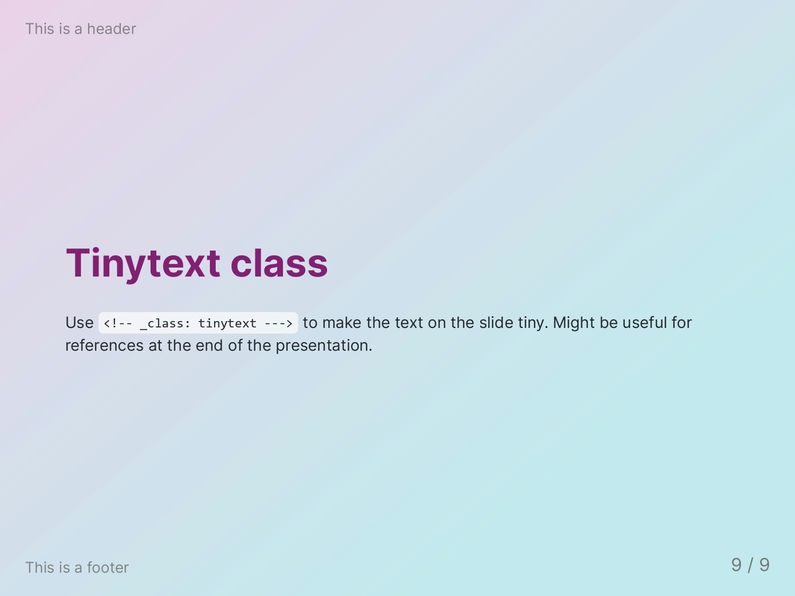 This is a header
Tinytext class
Use <!-- _class: tinytext ---> to make the text on the slide tiny. Might be useful for
references at the end of the presentation.
This is a footer
9 / 9